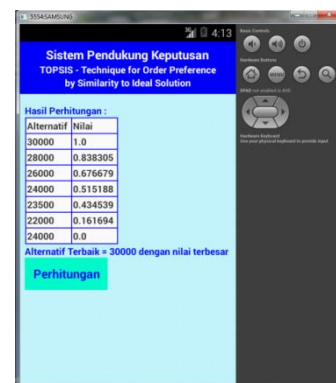 5554:SAMSUNG
3G 4:13
Sistem Pendukung Keputusan
TOPSIS - Technique for Order Preference
by Similarity to Ideal Solution
Hasil Perhitungan :
Alternatif Nilai
30000 1.0
28000 0.838305
26000 0.676679
24000 0.515188
23500 0.434539
22000 0.161694
24000 0.0
Alternatif Terbaik = 30000 dengan nilai terbesar
Perhitungan
Basic Controls
Hardware Buttons
MENU
DPAD not enabled in AVD
Hardware Keyboard
Use your physical keyboard to provide input